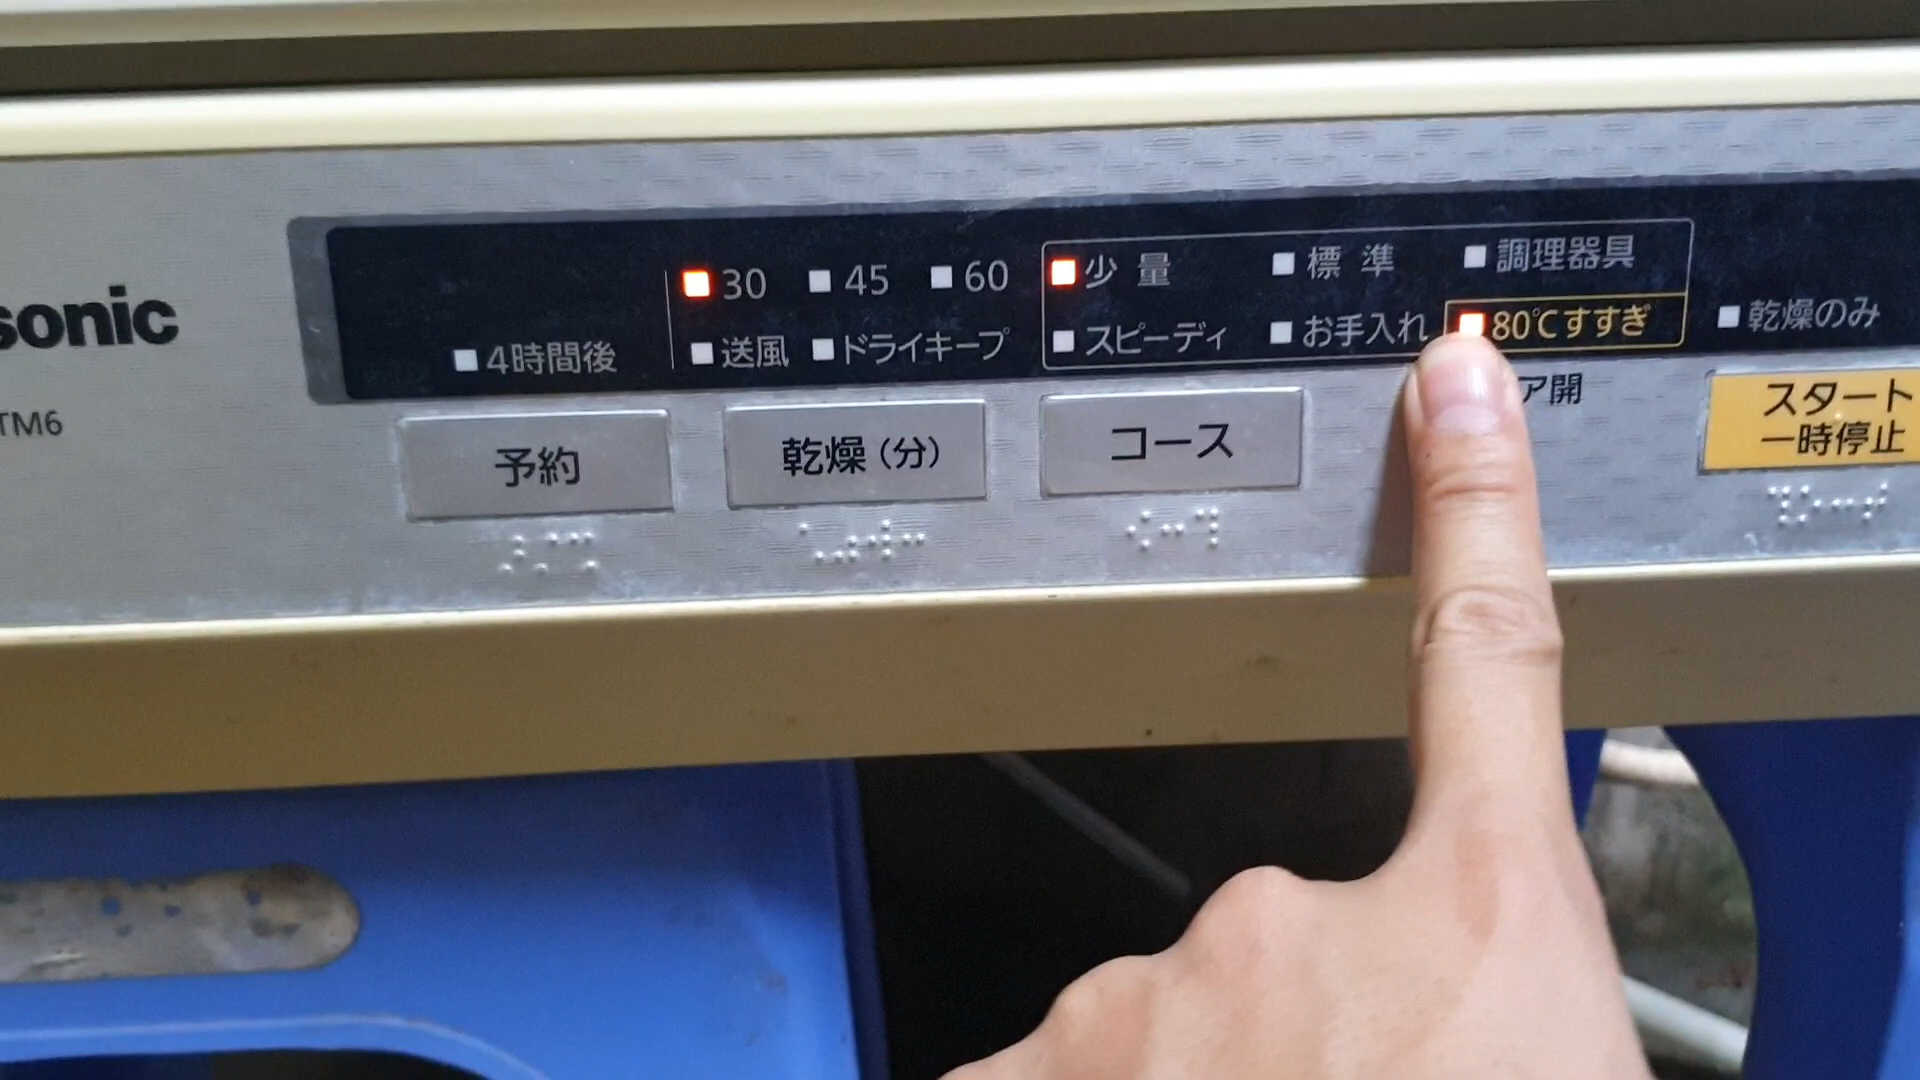 sonic
TM6
30 45 60
4時間後 送風 ドライキープ
少量 標準 調理器具
スピーディ お手入れ 80℃すすぎ
乾燥のみ
ア開
予約
乾燥(分)
コース
スタート
一時停止